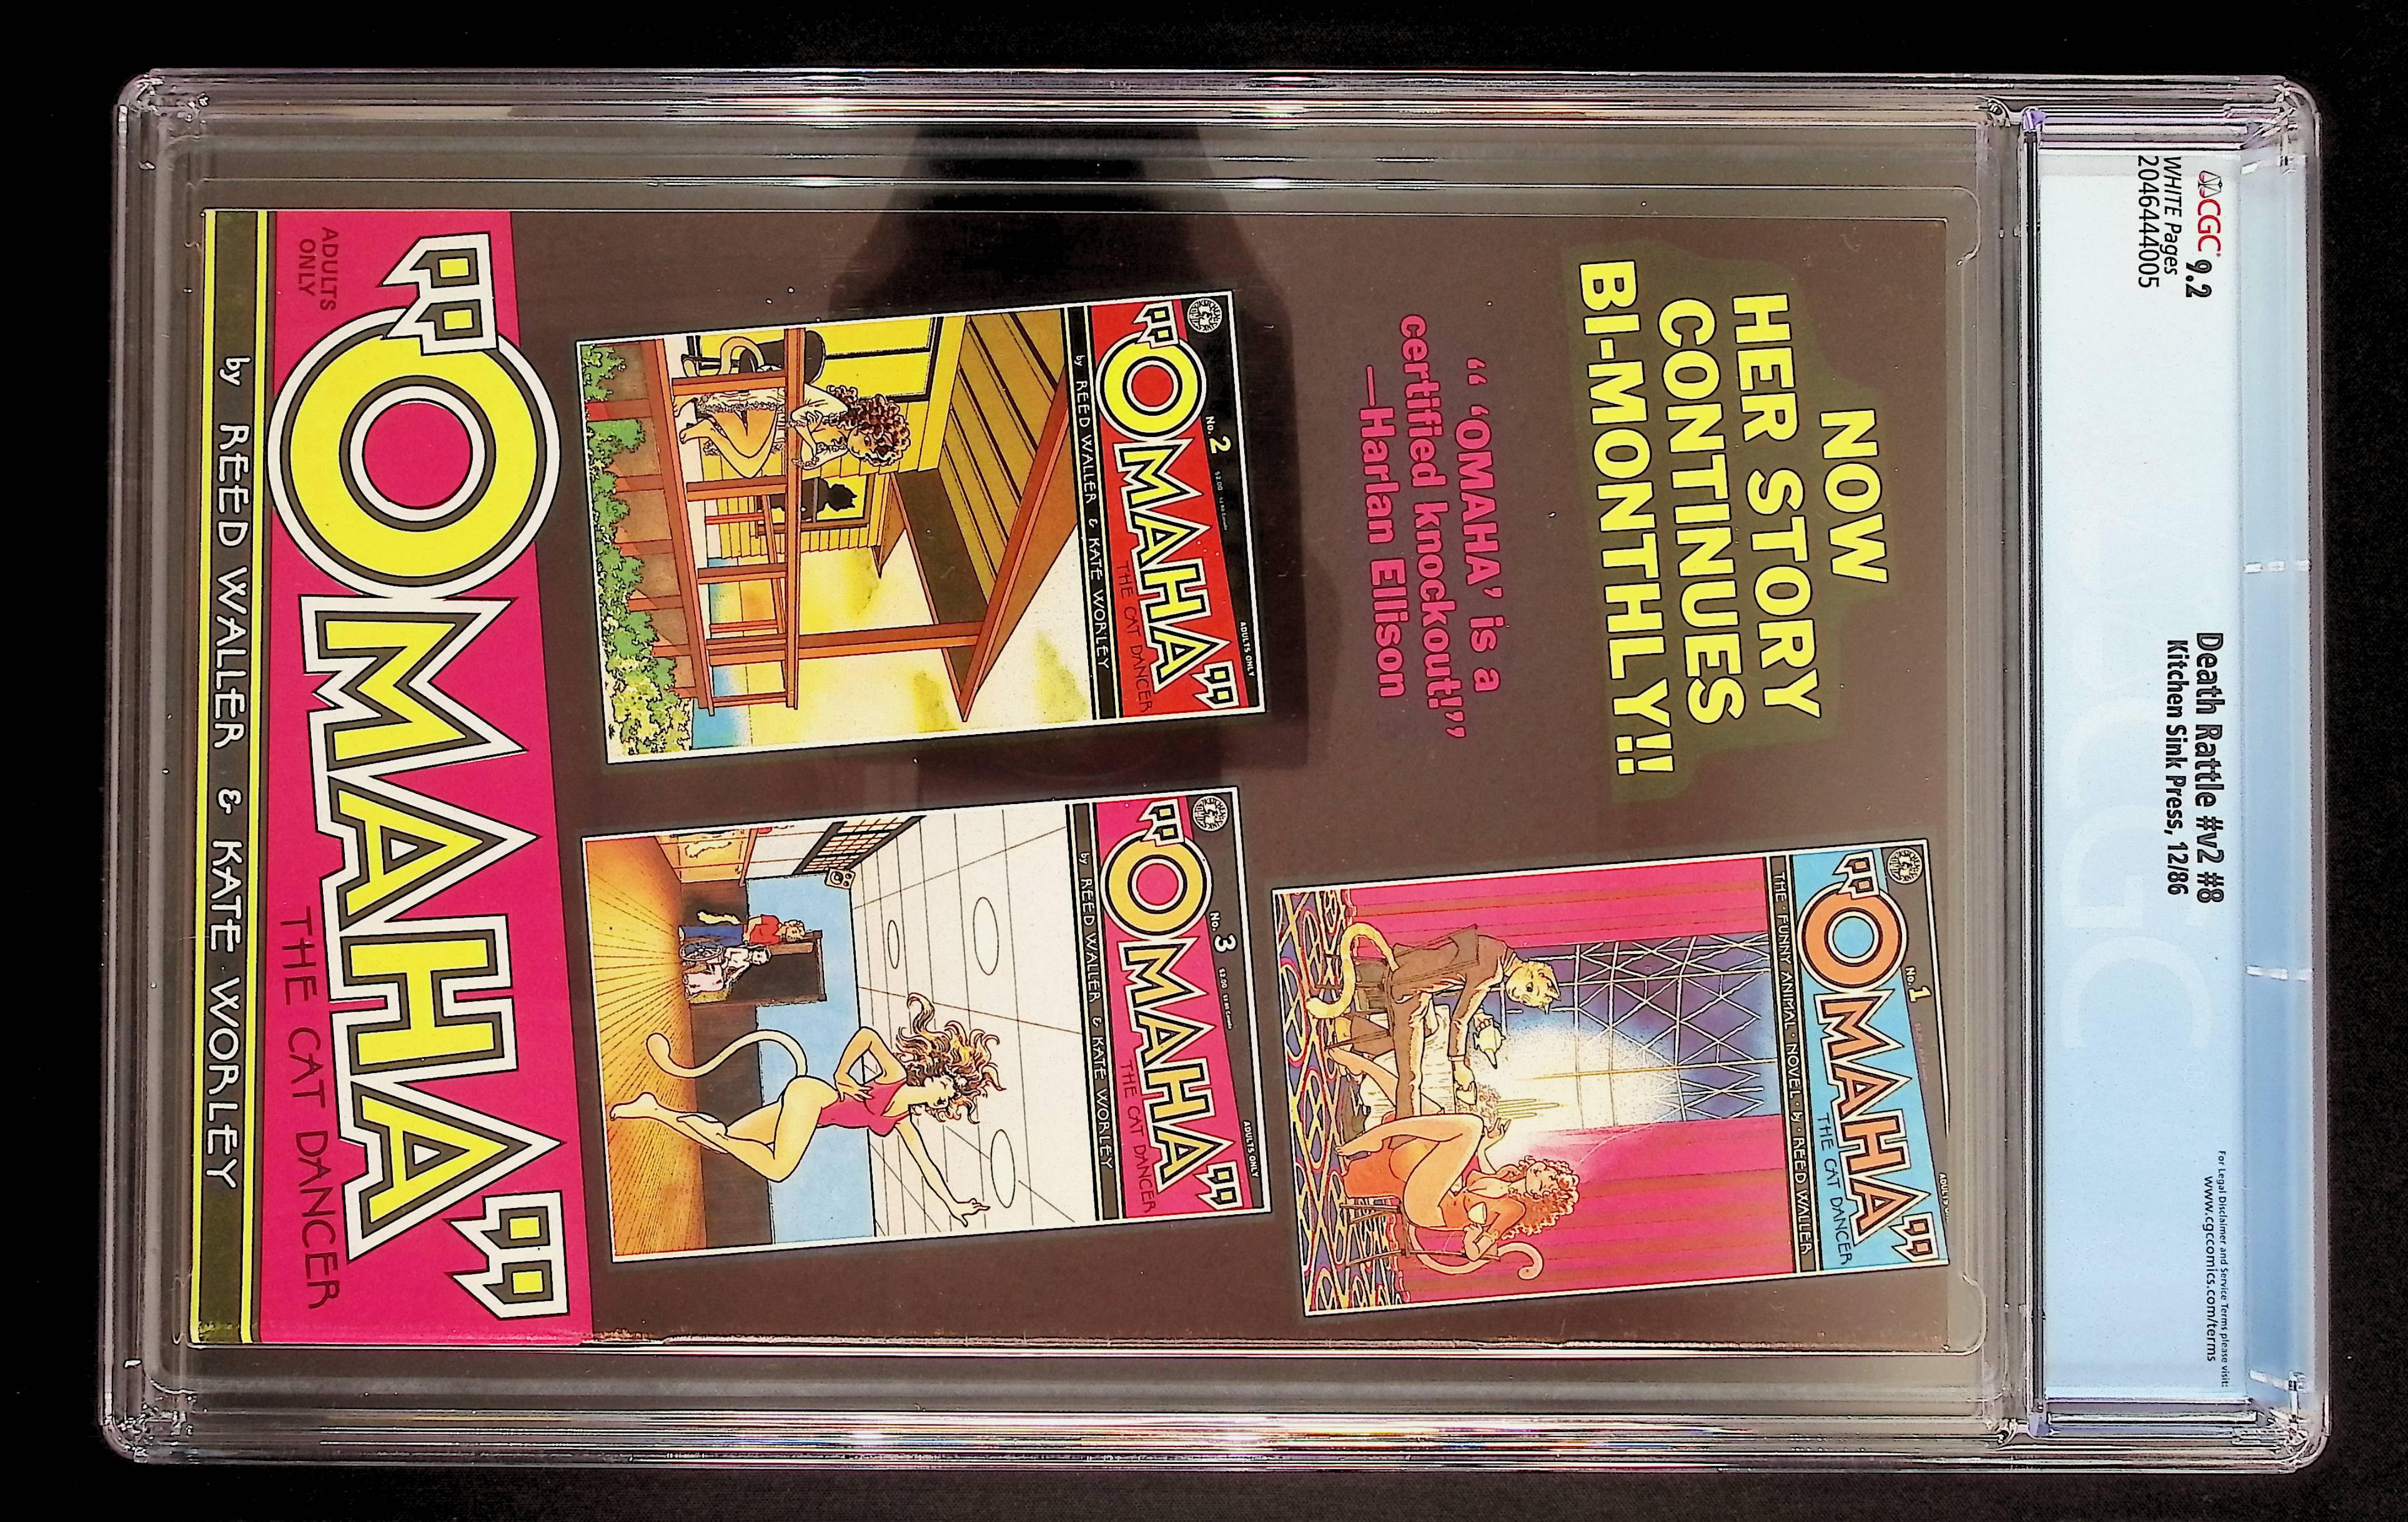 CGC 9.2
WHITE Pages
2046444005
Death Rattle #v2 #8
Kitchen Sink Press, 12/86
For Legal Disclaimer and Service Terms please visit:
www.cgccomics.com/terms
NOW
HER STORY
CONTINUES
BI-MONTHLY!!
“ ‘OMAHA’ is a
certified knockout!”
—Harlan Ellison
No. 1
"OMAHA"
THE CAT DANCER
THE • FUNNY • ANIMAL • NOVEL • by • REED WALLER
No. 2
$2.00
ADULTS ONLY
"OMAHA"
THE CAT DANCER
by REED WALLER & KATE WORLEY
No. 3
$2.00
ADULTS ONLY
"OMAHA"
THE CAT DANCER
by REED WALLER & KATE WORLEY
"OMAHA"
ADULTS
ONLY
THE CAT DANCER
by REED WALLER & KATE WORLEY